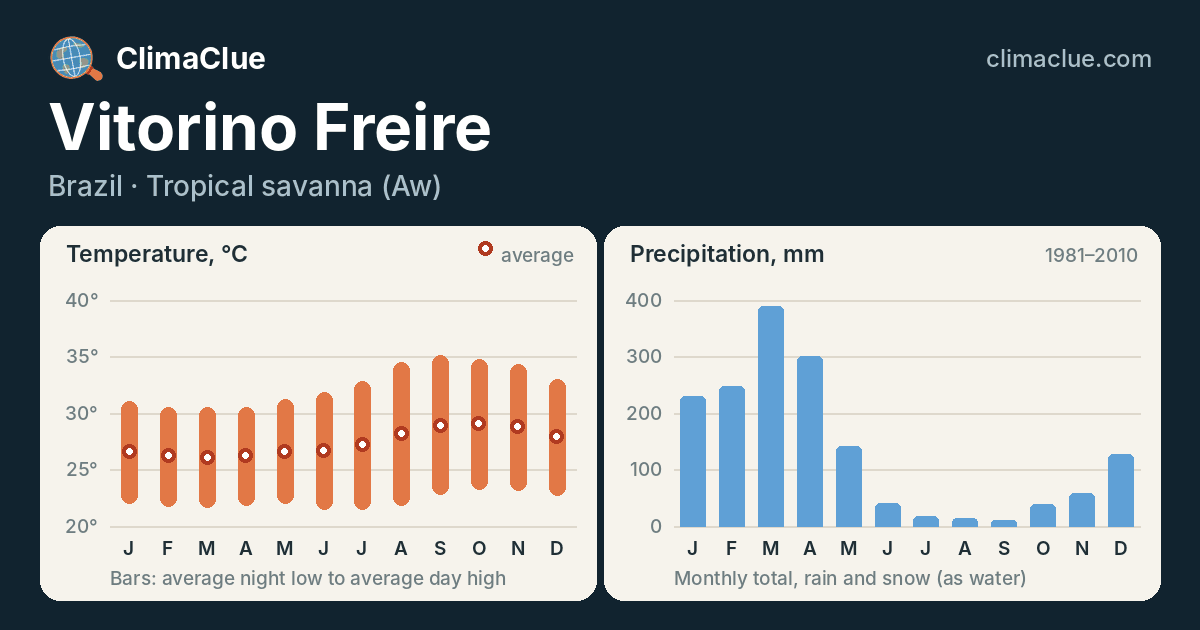 ClimaClue
climaclue.com
Vitorino Freire
Brazil · Tropical savanna (Aw)
Temperature, °C
average
40°
35°
30°
25°
20°
J F M A M J J A S O N D
Bars: average night low to average day high
Precipitation, mm
1981–2010
400
300
200
100
0
J F M A M J J A S O N D
Monthly total, rain and snow (as water)